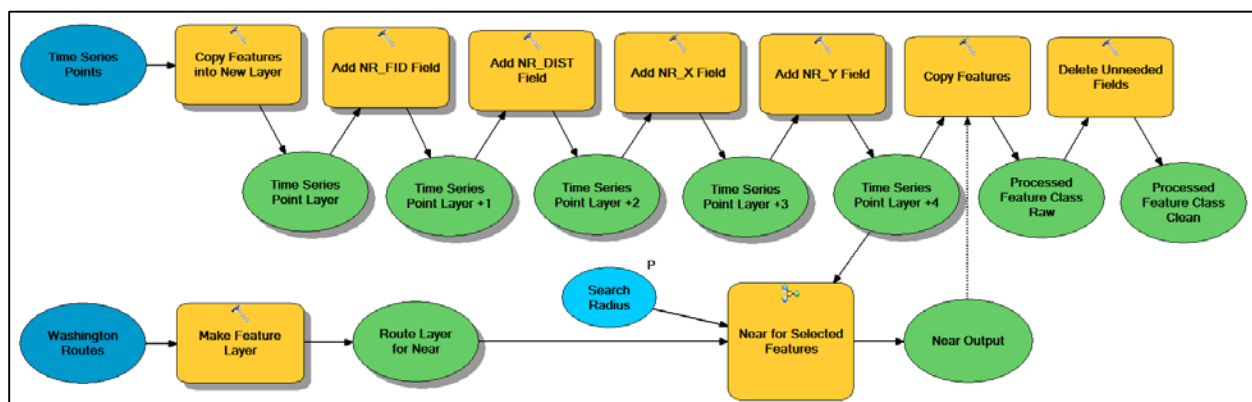 Time Series
Points
Copy Features
into New Layer
Add NR_FID Field
Add NR_DIST
Field
Add NR_X Field
Add NR_Y Field
Copy Features
Delete Unneeded
Fields
Time Series
Point Layer
Time Series
Point Layer +1
Time Series
Point Layer +2
Time Series
Point Layer +3
Time Series
Point Layer +4
Processed
Feature Class
Raw
Processed
Feature Class
Clean
P
Search
Radius
Washington
Routes
Make Feature
Layer
Route Layer
for Near
Near for Selected
Features
Near Output